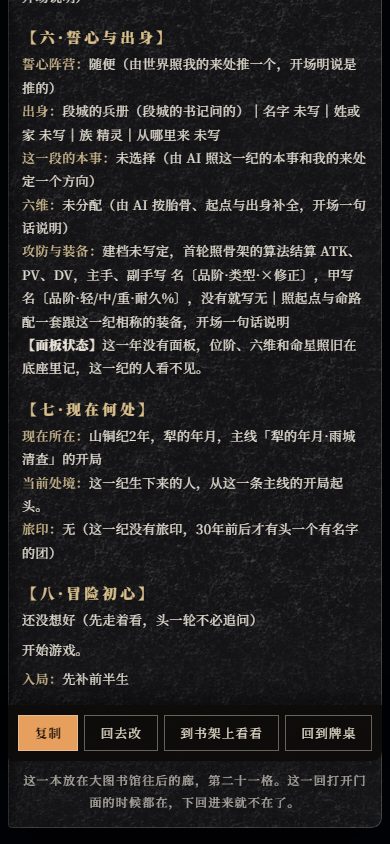 开场说明）
【六·誓心与出身】
誓心阵营：随便（由世界照我的来处推一个，开场明说是
推的）
出身：段城的兵册（段城的书记问的）｜名字 未写｜姓或
家 未写｜族 精灵｜从哪里来 未写
这一段的本事：未选择（由 AI 照这一纪的本事和我的来处
定一个方向）
六维：未分配（由 AI 按胎骨、起点与出身补全，开场一句
话说明）
攻防与装备：建档未写定，首轮照骨架的算法结算 ATK、
PV、DV，主手、副手写 名〔品阶·类型·×修正〕，甲写
名〔品阶·轻/中/重·耐久%〕，没有就写无｜照起点与命路
配一套跟这一纪相称的装备，开场一句话说明
【面板状态】这一年没有面板，位阶、六维和命星照旧在
底座里记，这一纪的人看不见。
【七·现在何处】
现在所在：山铜纪2年，犁的年月，主线「犁的年月·雨城
清查」的开局
当前处境：这一纪生下来的人，从这一条主线的开局起
头。
旅印：无（这一纪没有旅印，30年前后才有头一个有名字
的团）
【八·冒险初心】
还没想好（先走着看，头一轮不必追问）
开始游戏。
入局：先补前半生
复制 回去改 到书架上看看 回到牌桌
这一本放在大图书馆往后的廊，第二十一格。这一回打开门
面的时候都在，下回进来就不在了。